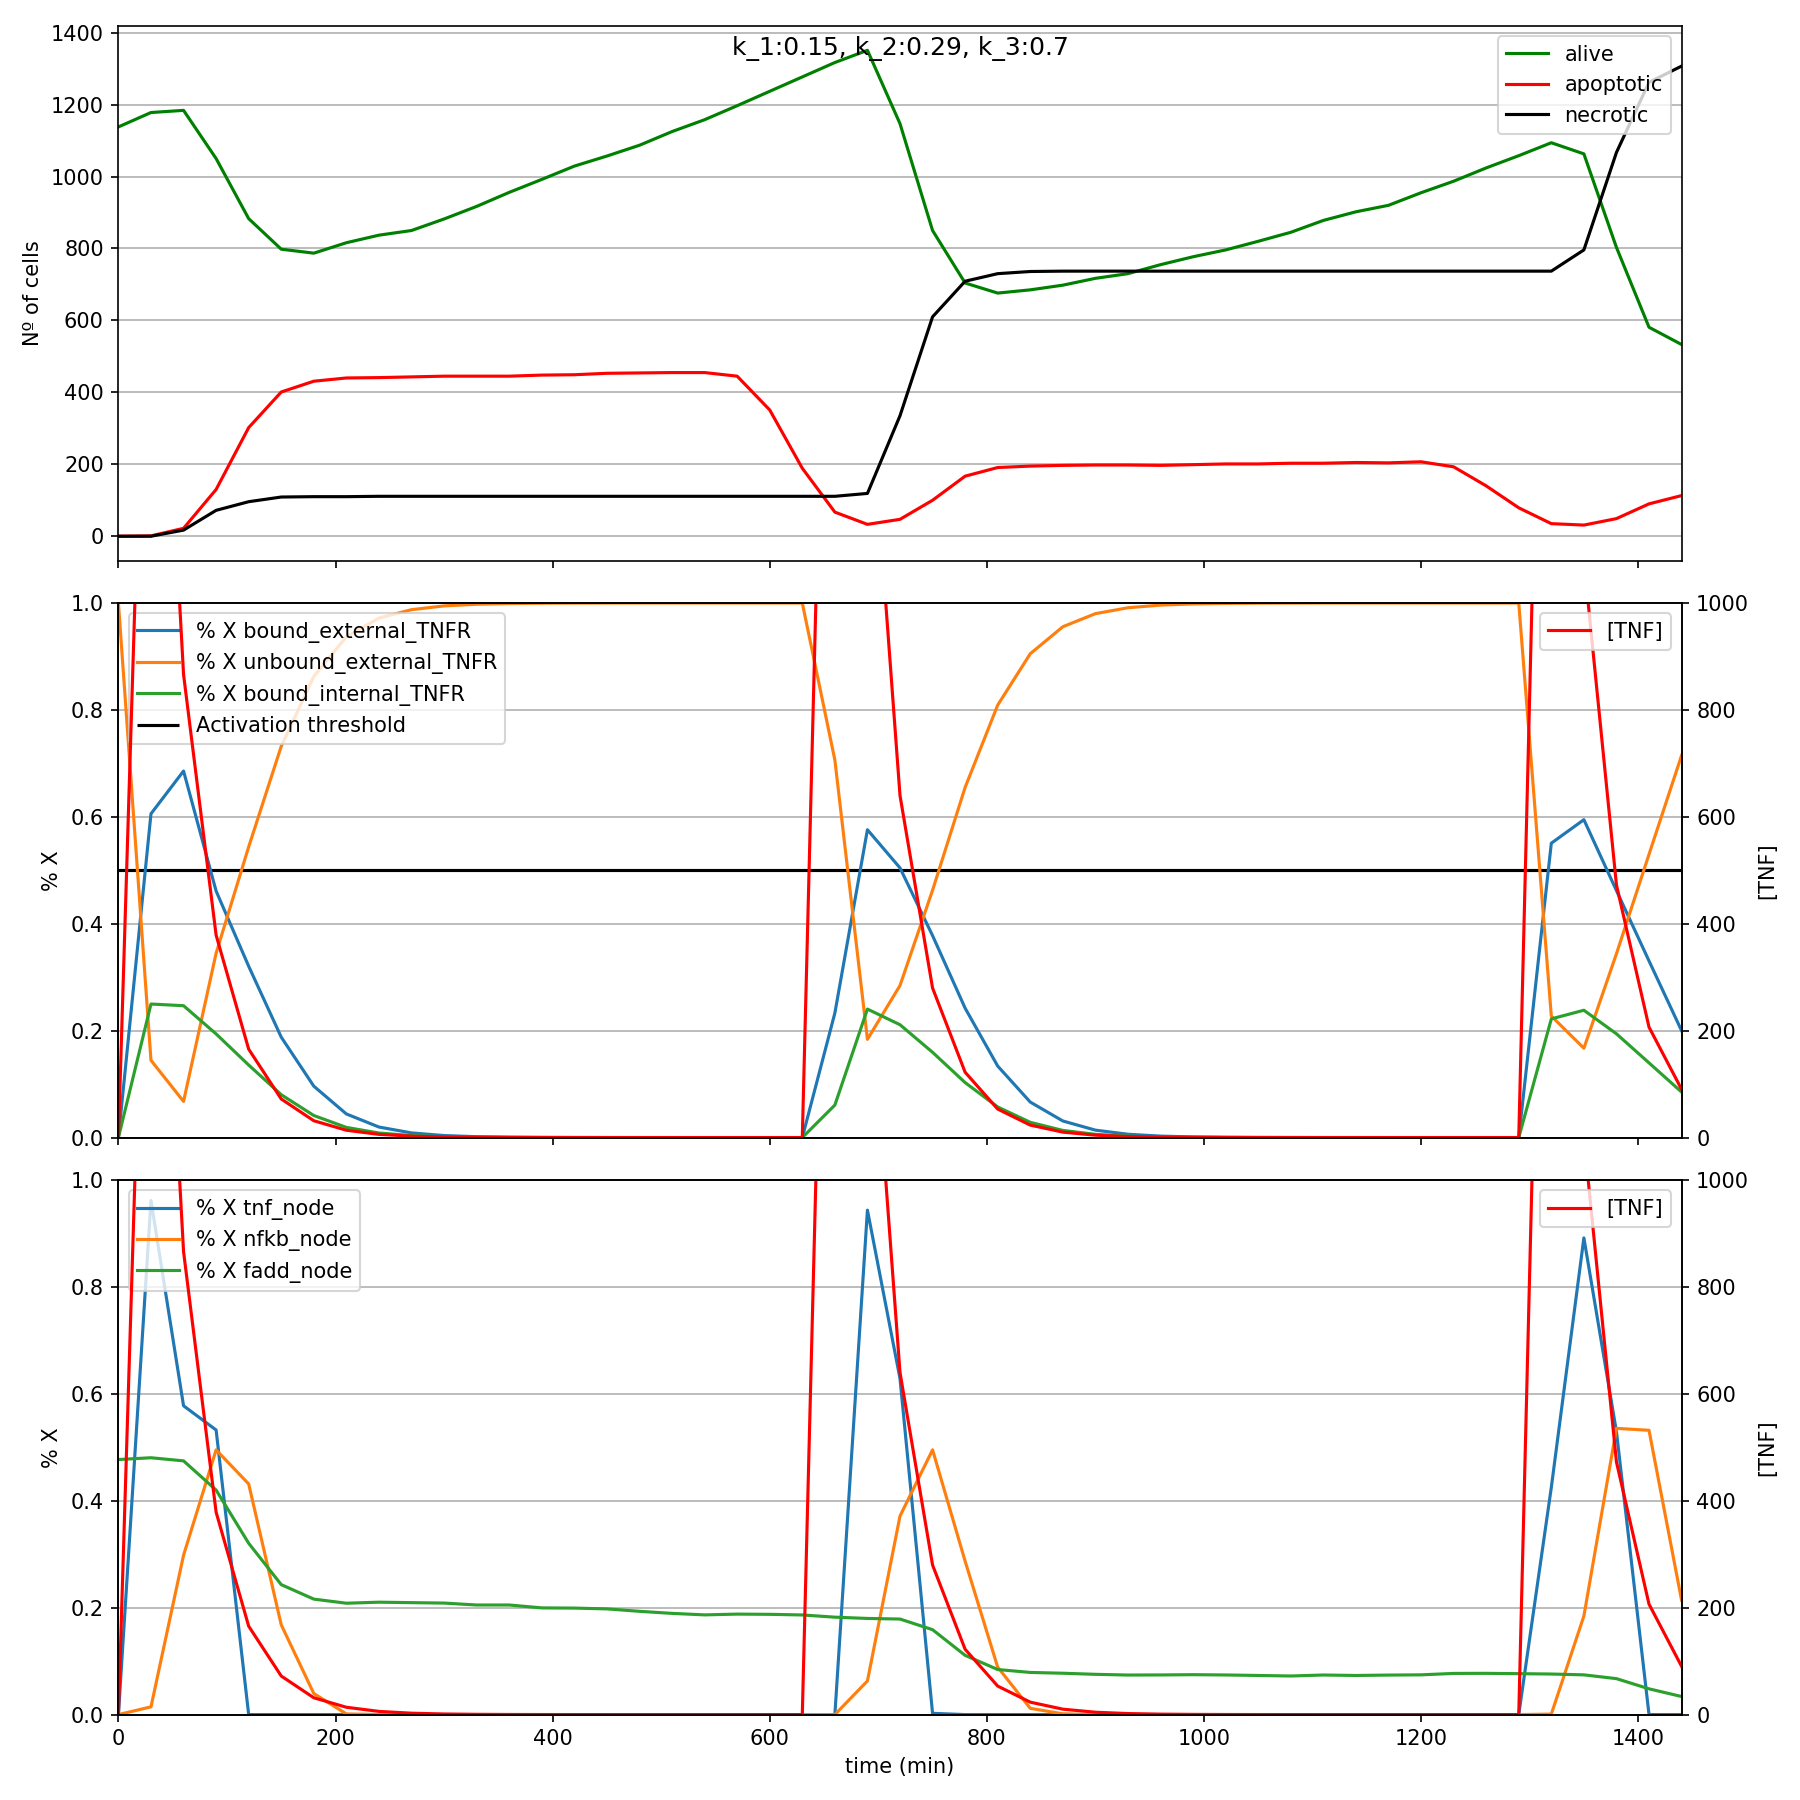 k_1:0.15, k_2:0.29, k_3:0.7
1400
1200
1000
800
600
400
200
0
Nº of cells
alive
apoptotic
necrotic
1.0
0.8
0.6
0.4
0.2
0.0
% X
% X bound_external_TNFR
% X unbound_external_TNFR
% X bound_internal_TNFR
Activation threshold
[TNF]
1000
800
600
400
200
0
[TNF]
1.0
0.8
0.6
0.4
0.2
0.0
% X
% X tnf_node
% X nfkb_node
% X fadd_node
[TNF]
1000
800
600
400
200
0
[TNF]
0 200 400 600 800 1000 1200 1400
time (min)